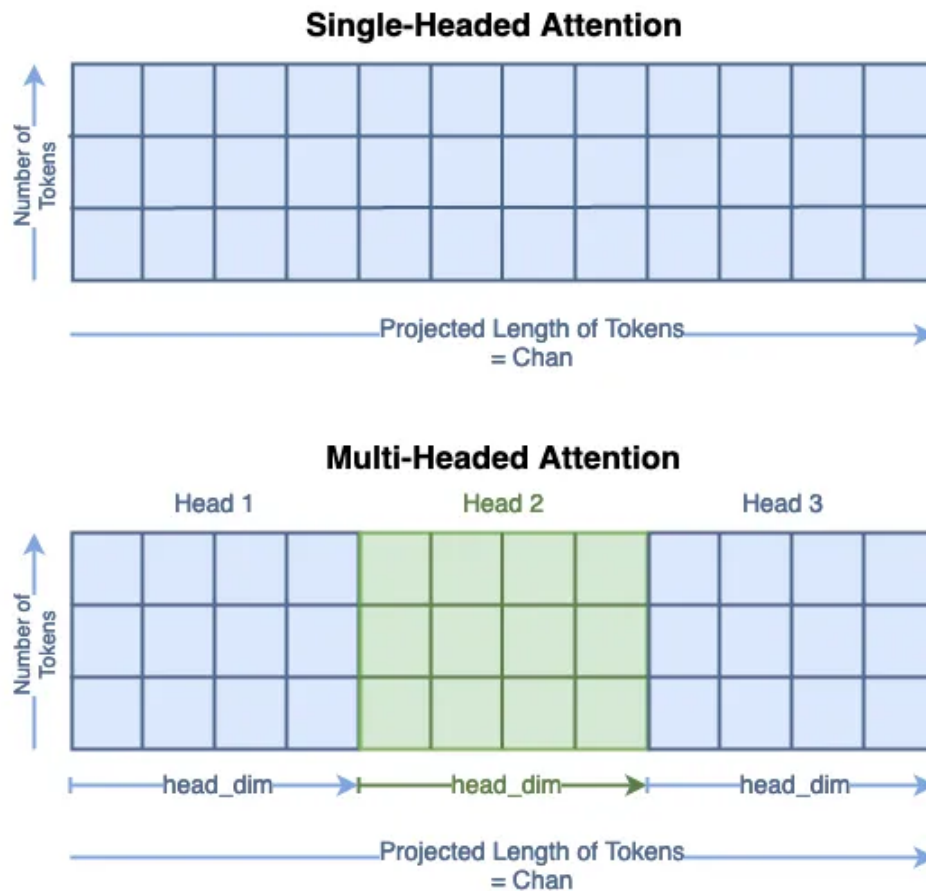 Single-Headed Attention
Number of
Tokens
Projected Length of Tokens
= Chan
Multi-Headed Attention
Head 1
Head 2
Head 3
Number of
Tokens
head_dim
head_dim
head_dim
Projected Length of Tokens
= Chan